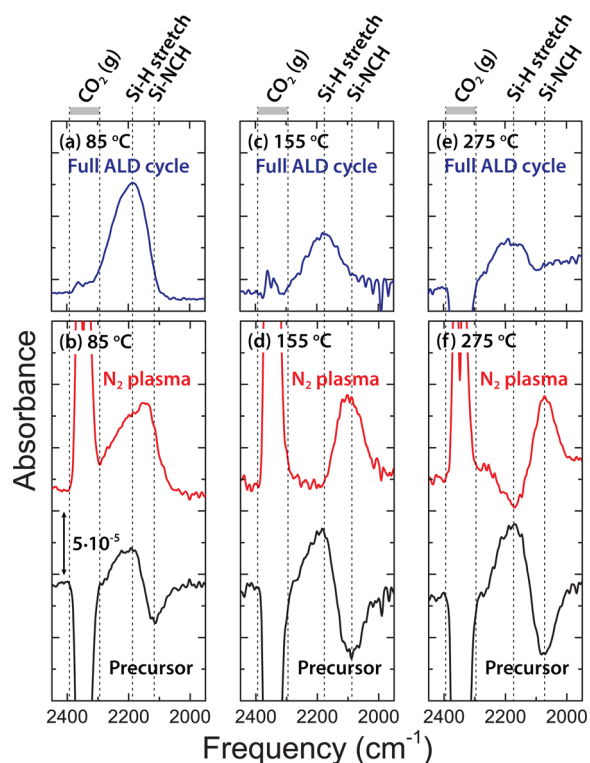 CO₂ (g)
Si-H stretch
Si-NCH
CO₂ (g)
Si-H stretch
Si-NCH
CO₂ (g)
Si-H stretch
Si-NCH
(a) 85 °C
Full ALD cycle
(c) 155 °C
Full ALD cycle
(e) 275 °C
Full ALD cycle
(b) 85 °C
N₂ plasma
(d) 155 °C
N₂ plasma
(f) 275 °C
N₂ plasma
Absorbance
5·10⁻⁵
Precursor
Precursor
Precursor
2400 2200 2000
2400 2200 2000
2400 2200 2000
Frequency (cm⁻¹)